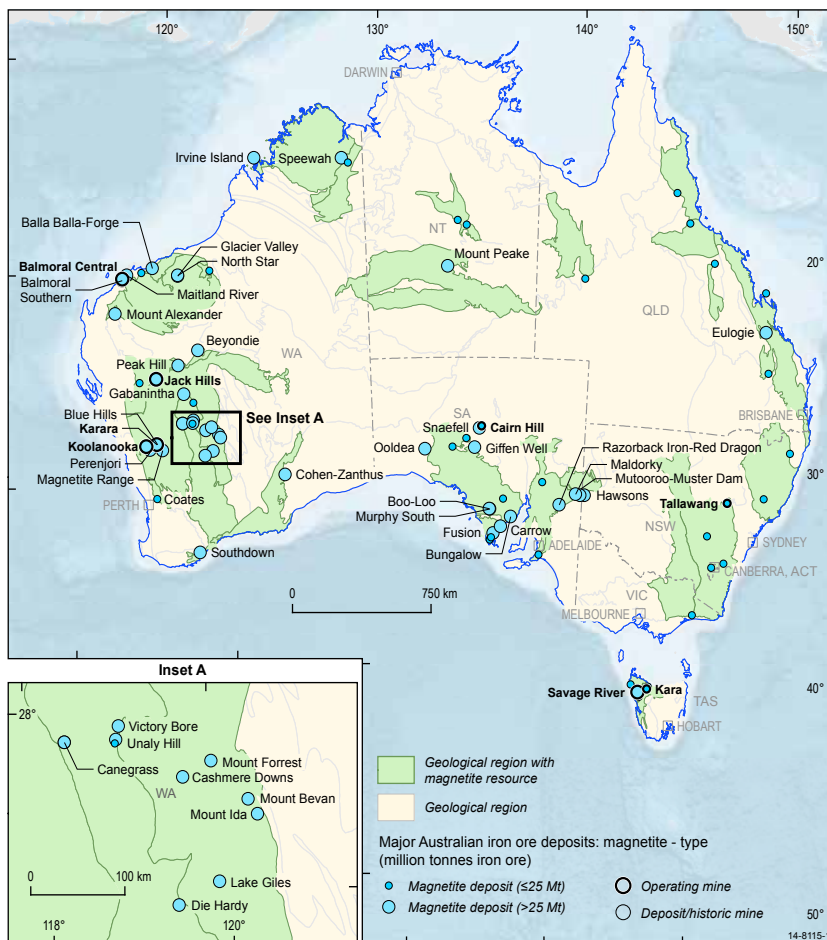 120°
130°
140°
150°
DARWIN
Irvine Island
Speewah
Balla Balla-Forge
Glacier Valley
North Star
NT
Mount Peake
Balmoral Central
Balmoral
Southern
Maitland River
20°
Mount Alexander
QLD
Eulogie
Beyondie
WA
Peak Hill
Jack Hills
Gabanintha
See Inset A
Blue Hills
Karara
Koolanooka
Perenjori
Magnetite Range
SA
Snaefell
Cairn Hill
Ooldea
Giffen Well
BRISBANE
Razorback Iron-Red Dragon
Maldorky
Mutooroo-Muster Dam
Hawsons
Cohen-Zanthus
30°
Coates
PERTH
Boo-Loo
Murphy South
Tallawang
NSW
Fusion
Carrow
Bungalow
ADELAIDE
SYDNEY
Southdown
CANBERRA, ACT
0
750 km
VIC
MELBOURNE
Inset A
Savage River
Kara
TAS
40°
HOBART
28°
Victory Bore
Unaly Hill
Canegrass
WA
Mount Forrest
Cashmere Downs
Mount Bevan
Mount Ida
0
100 km
Lake Giles
Die Hardy
118°
120°
Geological region with
magnetite resource
Geological region
Major Australian iron ore deposits: magnetite - type
(million tonnes iron ore)
Magnetite deposit (≤25 Mt)
Operating mine
Magnetite deposit (>25 Mt)
Deposit/historic mine
50°